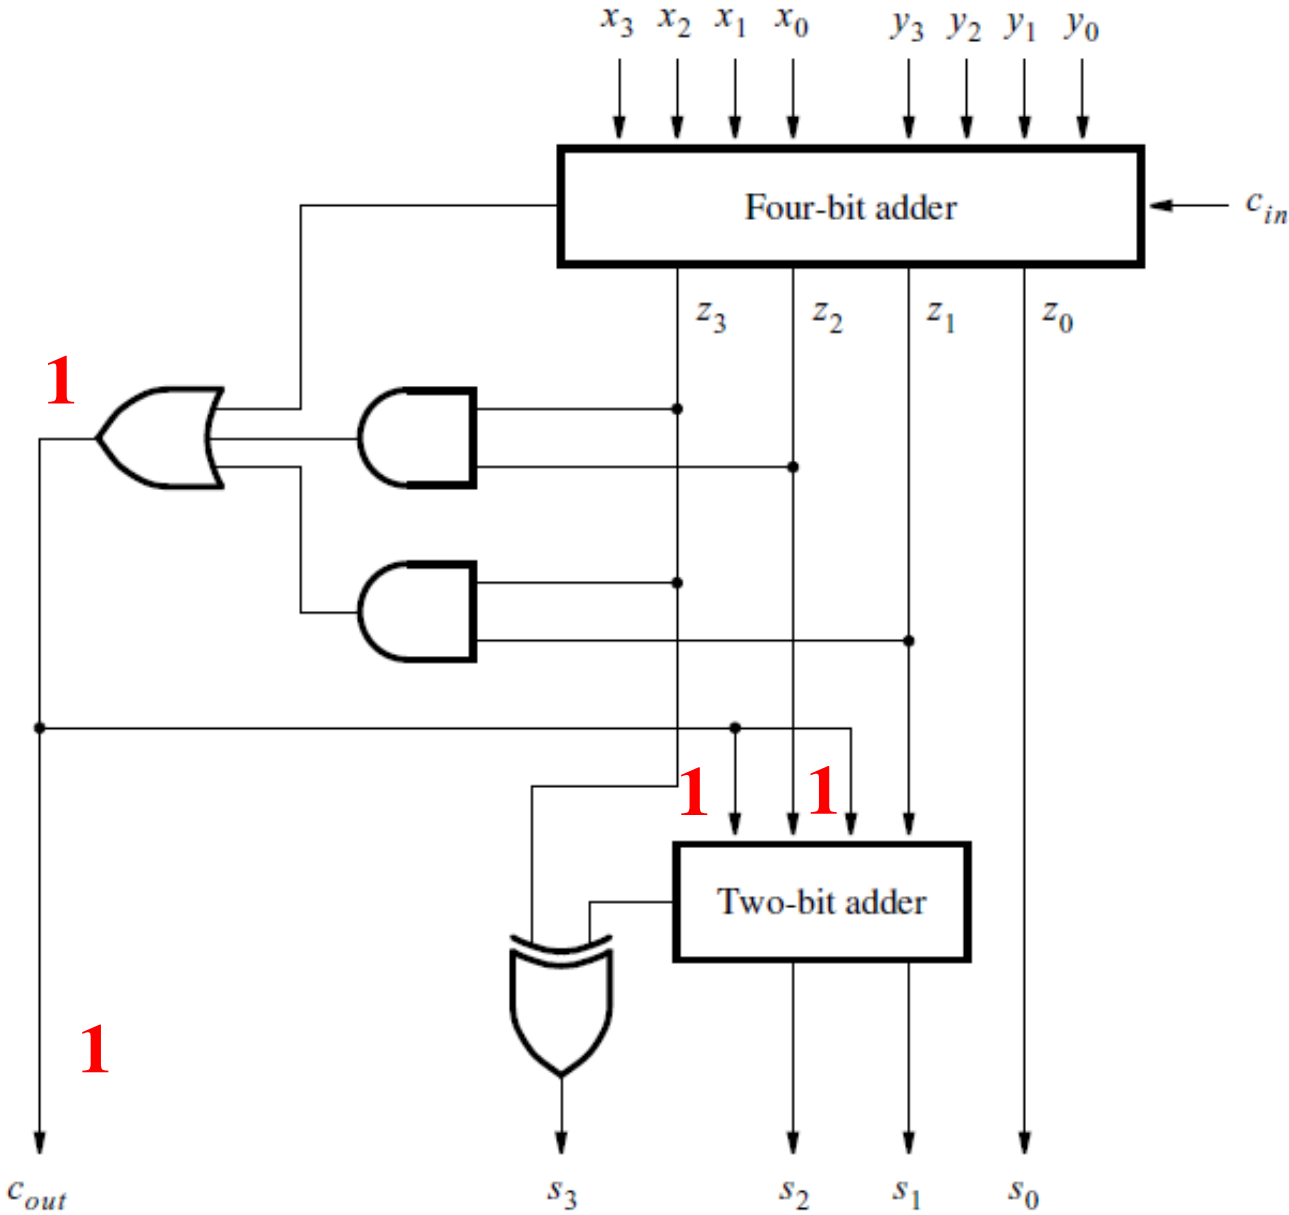 x3 x2 x1 x0 y3 y2 y1 y0
Four-bit adder
cin
z3 z2 z1 z0
1
1 1
Two-bit adder
1
cout s3 s2 s1 s0